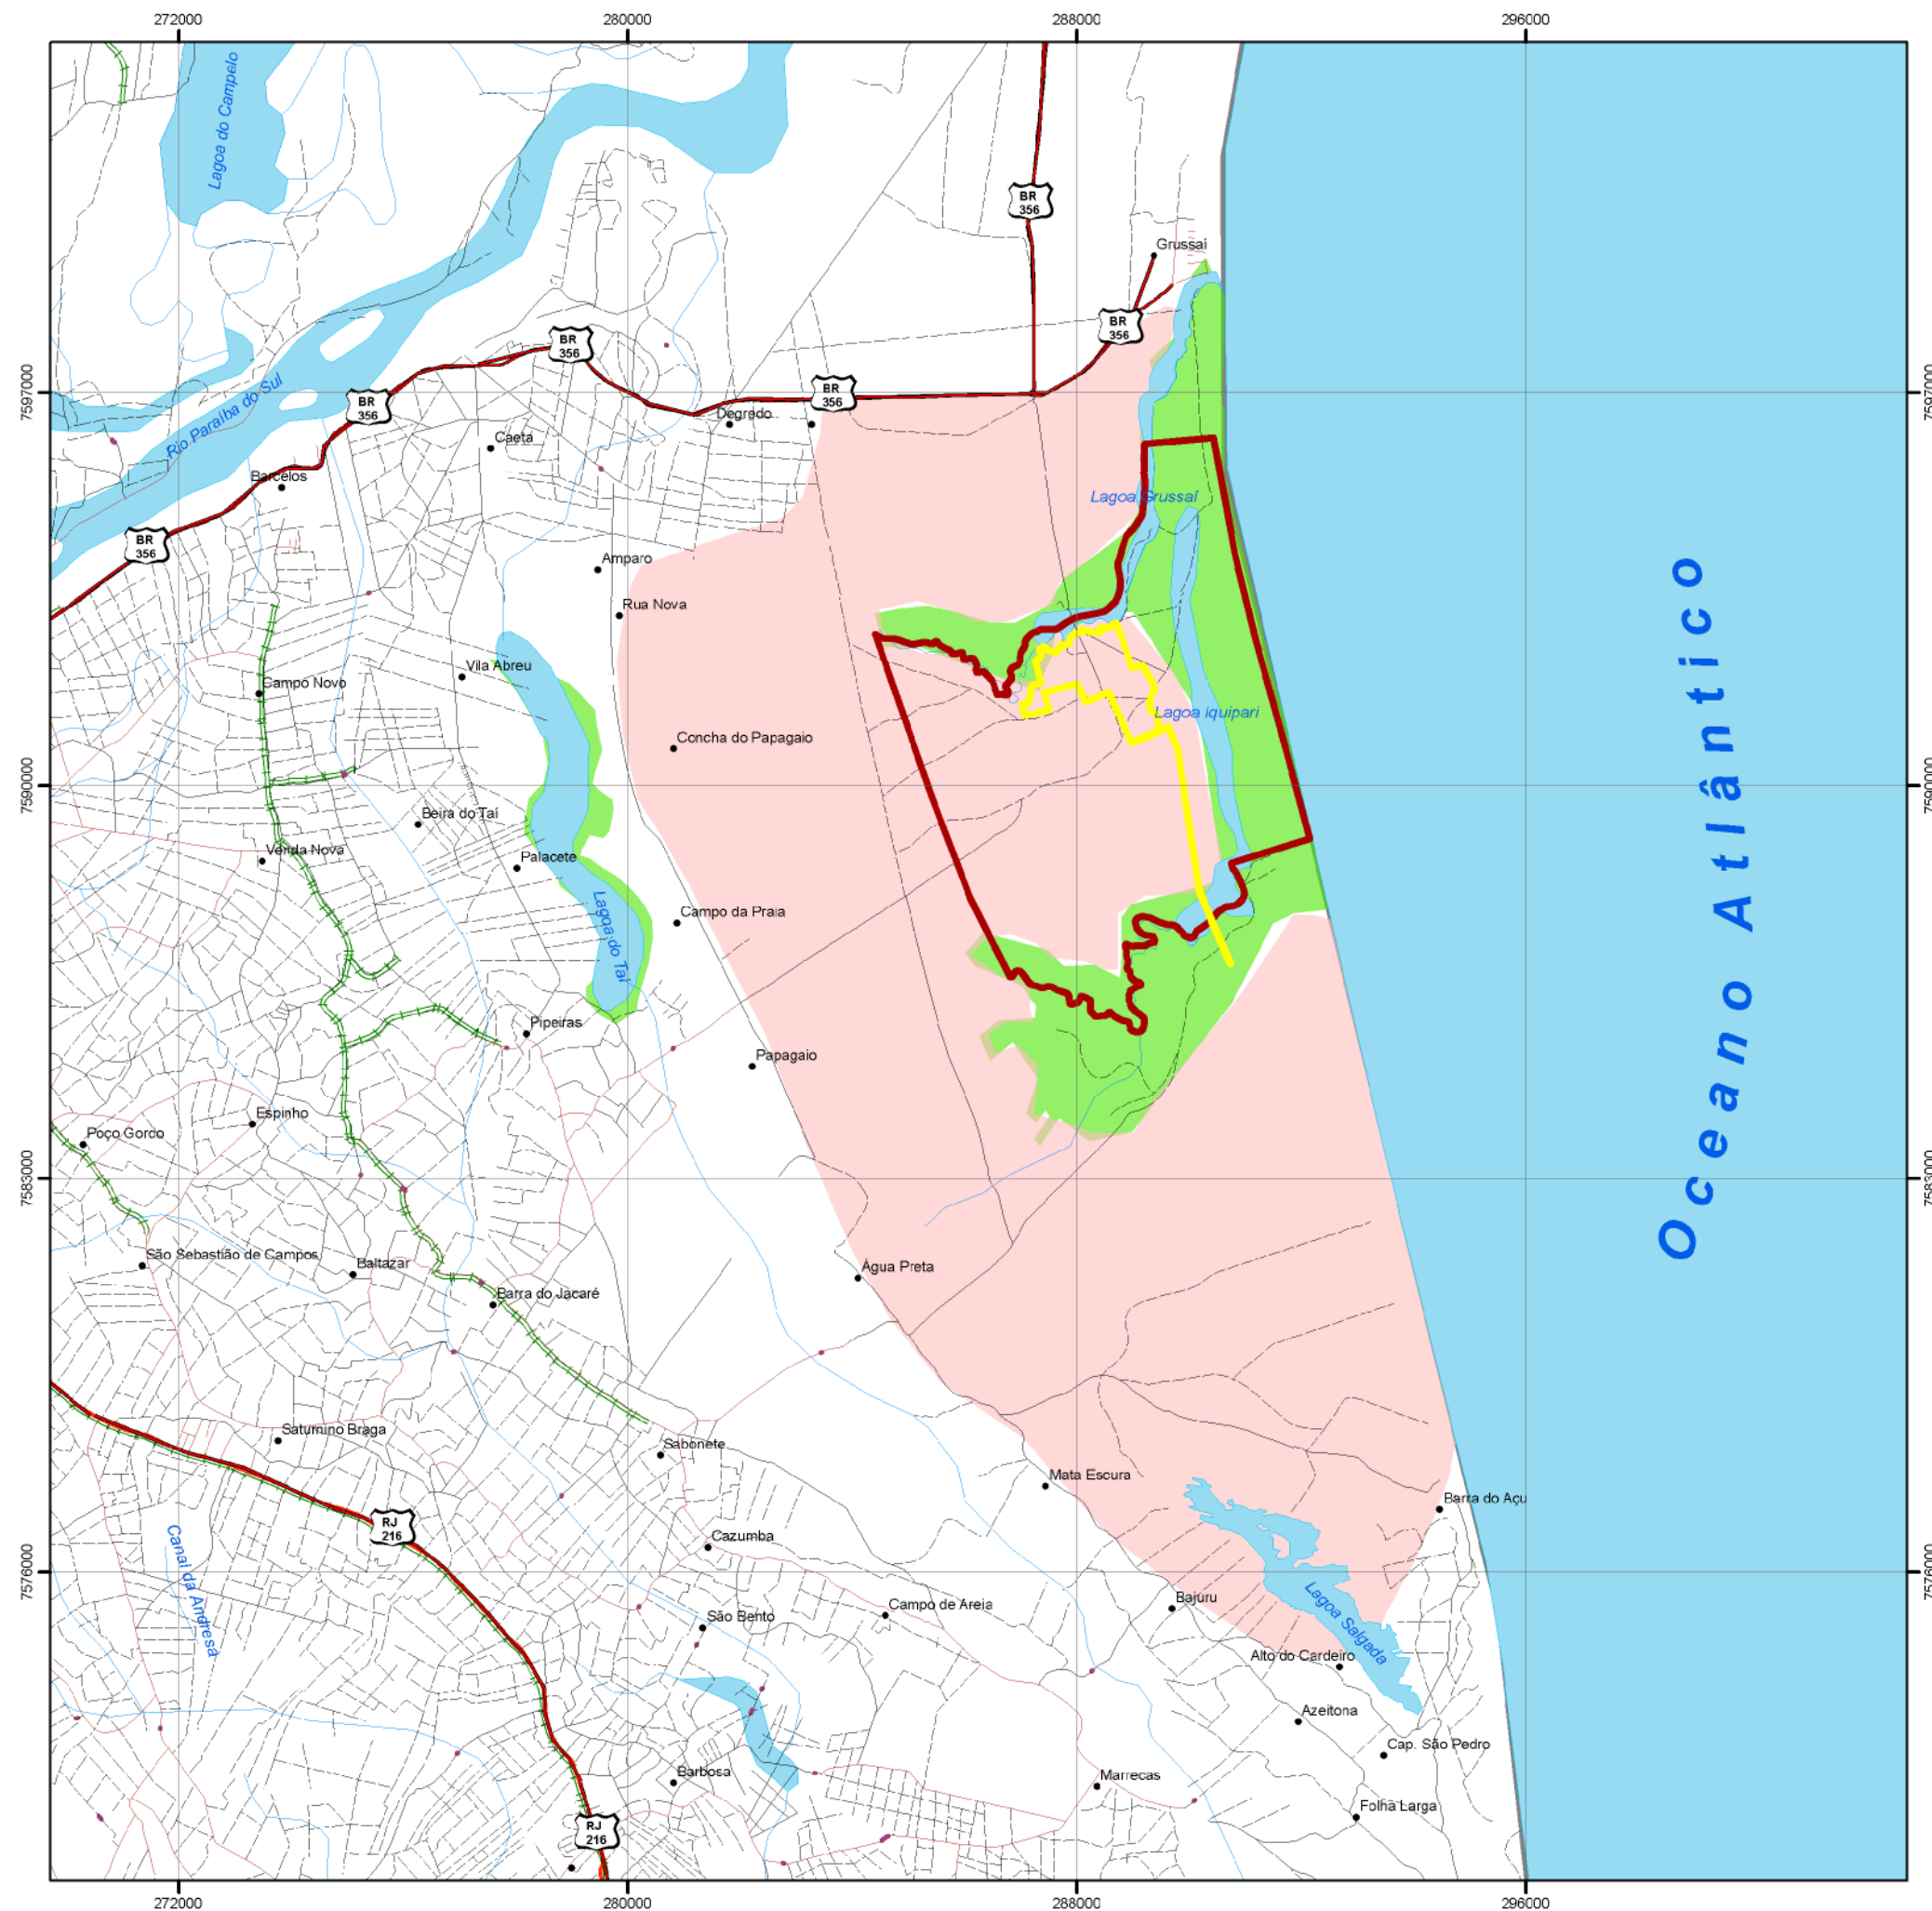 272000
280000
288000
296000
Lagoa do Campelo
BR
356
Grussaí
BR
356
BR
356
7597000
7597000
BR
356
BR
356
Rio Paraíba do Sul
Degredo
Caetá
Barcelos
Lagoa Grussaí
BR
356
Amparo
Rua Nova
Vila Abreu
Campo Novo
Lagoa iquipari
Concha do Papagaio
7590000
7590000
Oceano Atlântico
Beira do Taí
Venda Nova
Palacete
Campo da Praia
Lagoa do Taí
Pipeiras
Papagaio
Espinho
Poço Gordo
7583000
7583000
São Sebastião de Campos
Baltazar
Água Preta
Barra do Jacaré
Saturnino Braga
Sabonete
Mata Escura
Barra do Açu
RJ
216
Cazumba
Canal da Andresa
7576000
7576000
Campo de Areia
São Bento
Bajuru
Lagoa Salgada
Alto do Cardeiro
Azeitona
Cap. São Pedro
Barbosa
Marrecas
Folha Larga
RJ
216
272000
280000
288000
296000